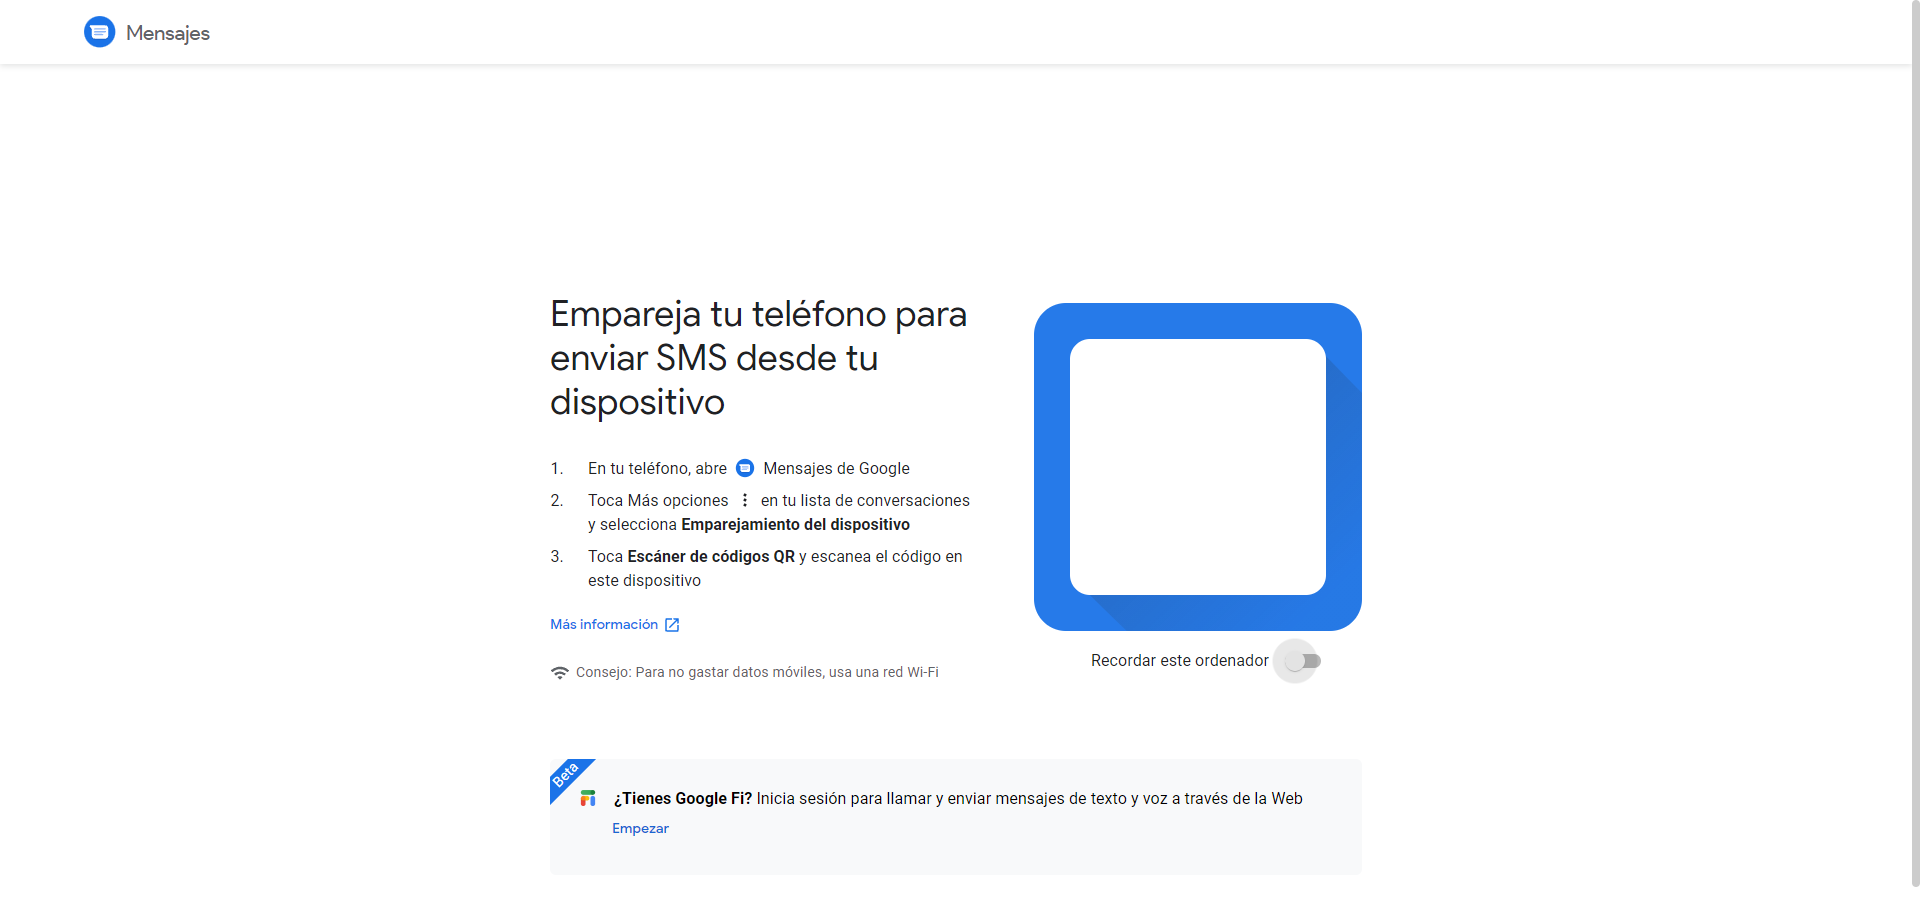 Mensajes
Empareja tu teléfono para
enviar SMS desde tu
dispositivo
1. En tu teléfono, abre Mensajes de Google
2. Toca Más opciones en tu lista de conversaciones
y selecciona Emparejamiento del dispositivo
3. Toca Escáner de códigos QR y escanea el código en
este dispositivo
Más información
Consejo: Para no gastar datos móviles, usa una red Wi-Fi
Recordar este ordenador
Beta
¿Tienes Google Fi? Inicia sesión para llamar y enviar mensajes de texto y voz a través de la Web
Empezar